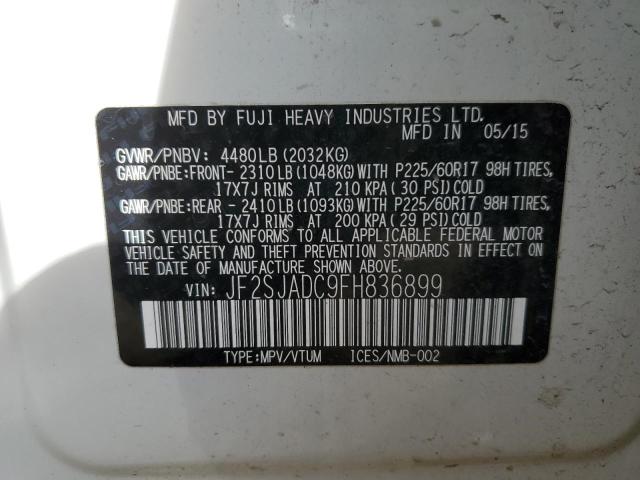 MFD BY FUJI HEAVY INDUSTRIES LTD.
MFD IN 05/15
GVWR/PNBV: 4480LB (2032KG)
GAWR/PNBE:FRONT- 2310LB (1048KG) WITH P225/60R17 98H TIRES,
17X7J RIMS AT 210 KPA (30 PSI) COLD
GAWR/PNBE:REAR - 2410LB (1093KG) WITH P225/60R17 98H TIRES,
17X7J RIMS AT 200 KPA (29 PSI) COLD
THIS VEHICLE CONFORMS TO ALL APPLICABLE FEDERAL MOTOR
VEHICLE SAFETY AND THEFT PREVENTION STANDARDS IN EFFECT
ON THE DATE OF MANUFACTURE SHOWN ABOVE.
VIN: JF2SJADC9FH836899
TYPE:MPV/VTUM ICES/NMB-002